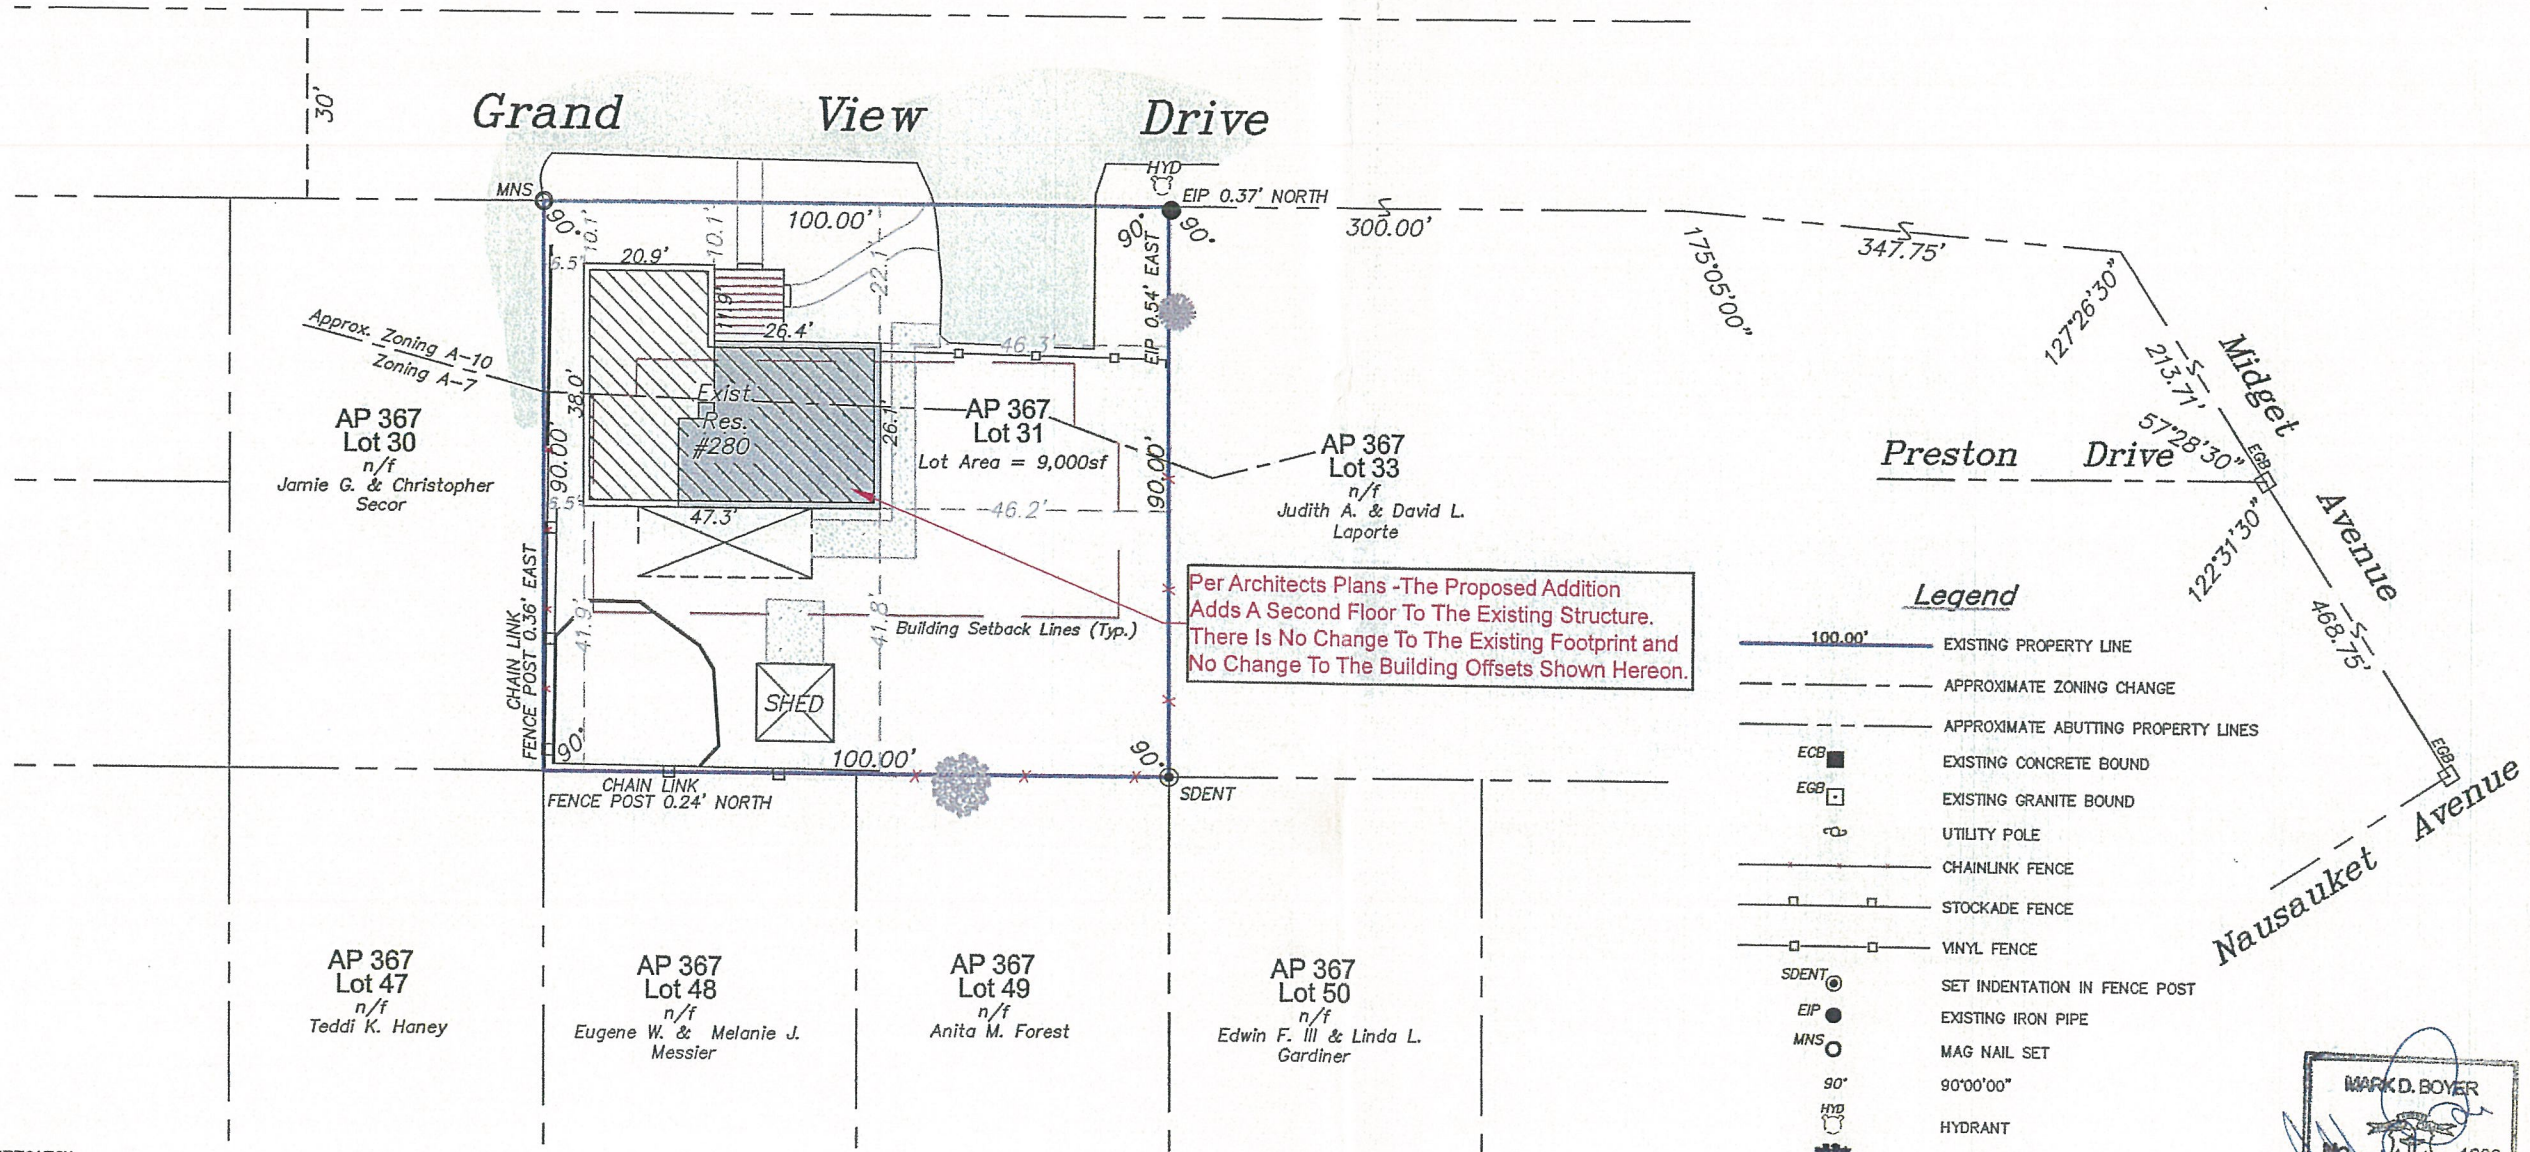 30'
Grand View Drive
MNS
HYD
EIP 0.37' NORTH
90°
10.1'
10.1'
100.00'
22.1'
90°
90°
EIP 0.54' EAST
300.00'
175°05'00"
347.75'
127°26'30"
6.5'
20.9'
11.9'
26.4'
46.3'
Approx. Zoning A-10
Zoning A-7
38.0'
Exist.
Res.
#280
26.1'
AP 367
Lot 31
Lot Area = 9,000sf
90.00'
90.00'
AP 367
Lot 30
n/f
Jamie G. & Christopher
Secor
AP 367
Lot 33
n/f
Judith A. & David L.
Laporte
213.71'
Midget Avenue
57°28'30"
EGB
Preston Drive
122°31'30"
468.75'
EGB
Nausauket Avenue
6.5'
47.3'
46.2'
CHAIN LINK
FENCE POST 0.36' EAST
41.9'
41.8'
Building Setback Lines (Typ.)
Per Architects Plans -The Proposed Addition
Adds A Second Floor To The Existing Structure.
There Is No Change To The Existing Footprint and
No Change To The Building Offsets Shown Hereon.
SHED
90°
100.00'
90°
SDENT
CHAIN LINK
FENCE POST 0.24' NORTH
AP 367
Lot 47
n/f
Teddi K. Haney
AP 367
Lot 48
n/f
Eugene W. & Melanie J.
Messier
AP 367
Lot 49
n/f
Anita M. Forest
AP 367
Lot 50
n/f
Edwin F. III & Linda L.
Gardiner
Legend
100.00' EXISTING PROPERTY LINE
APPROXIMATE ZONING CHANGE
APPROXIMATE ABUTTING PROPERTY LINES
ECB EXISTING CONCRETE BOUND
EGB EXISTING GRANITE BOUND
UTILITY POLE
CHAINLINK FENCE
STOCKADE FENCE
VINYL FENCE
SDENT SET INDENTATION IN FENCE POST
EIP EXISTING IRON PIPE
MNS MAG NAIL SET
90° 90°00'00"
HYD HYDRANT
MARK D. BOYER